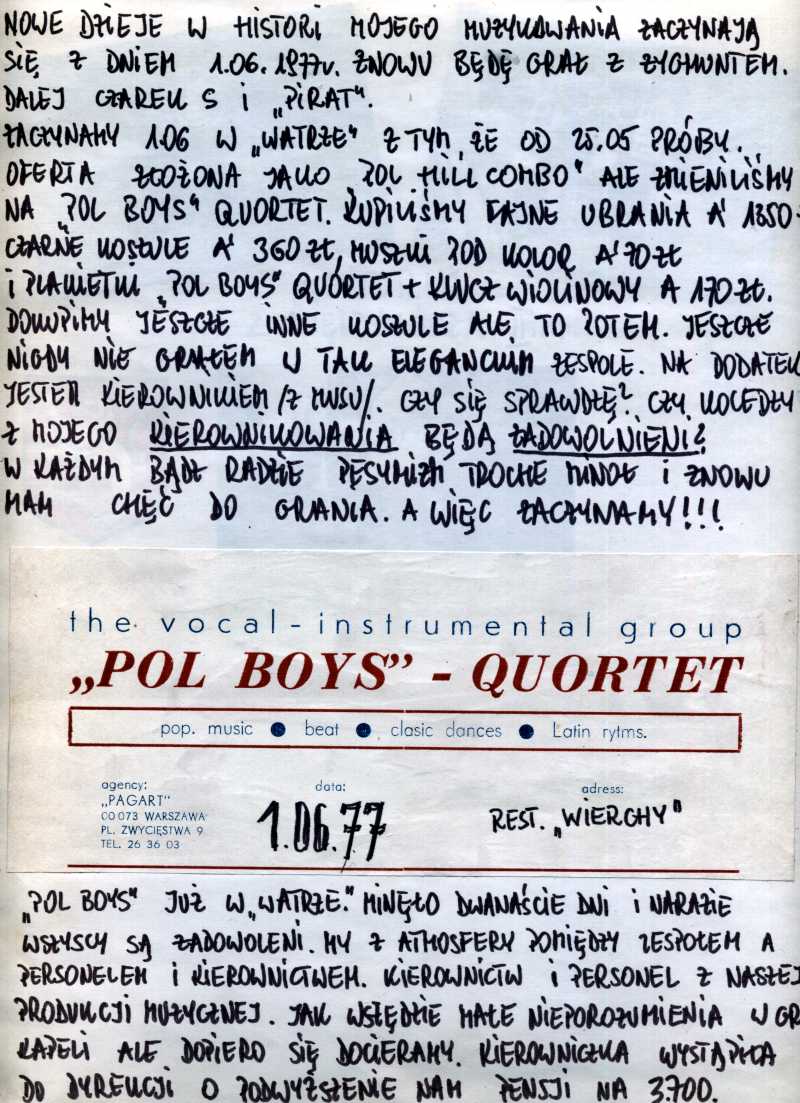 NOWE DZIEJE W HISTORI MOJEGO MUZYKOWANIA ZACZYNAJĄ
SIĘ Z DNIEM 1.06.1977r. ZNOWU BĘDĘ GRAŁ Z ZYGMUNTEM.
DALEJ CZAREK S i „PiRAT".
ZACZYNAMY 1.06 W „WATRZE" Z TYM, ŻE OD 25.05 PRÓBY.
OFERTA ZŁOŻONA JAKO „POL HILL COMBO" ALE ZMIENILIŚMY
NA „POL BOYS" QUORTET. KUPILIŚMY FAJNE UBRANIA A' 1350-
CZARNE KOSZULE A' 360 ZŁ, MUSZKI POD KOLOR A' 70 ZŁ
i PLAKIETKI „POL BOYS" QUORTET + KLUCZ WIOLINOWY A 170 ZŁ.
DOKUPIMY JESZCZE INNE KOSZULE ALE TO POTEM. JESZCZE
NIGDY NIE GRAŁEM W TAK ELEGANCKIM ZESPOLE. NA DODATEK
JESTEM KIEROWNIKIEM /Z MUSU/. CZY SIĘ SPRAWDZĘ? CZY KOLEDZY
Z MOJEGO KIEROWNIKOWANIA BĘDĄ ZADOWOLNIENI?
W KAŻDYM BĄDŹ RADZIE PESYMIZM TROCHE MINĄŁ i ZNOWU
MAM CHĘĆ DO GRANIA. A WIĘC ZACZYNAMY!!!
the vocal-instrumental group
„POL BOYS" - QUORTET
pop. music ● beat ● clasic dances ● Latin rytms.
agency: data: adress:
„PAGART"
00 073 WARSZAWA
PL. ZWYCIĘSTWA 9
TEL. 26 36 03
1.06.77
REST. „WIERCHY"
„POL BOYS" JUŻ W „WATRZE." MINĘŁO DWANAŚCIE DNI i NARAZIE
WSZYSCY SĄ ZADOWOLENI. MY Z ATMOSFERY POMIĘDZY ZESPOŁEM A
PERSONELEM i KIEROWNICTWEM. KIEROWNICTW i PERSONEL Z NASZEJ
PRODUKCJI MUZYCZNEJ. JAK WSZĘDZIE MAŁE NIEPOROZUMIENIA W GR
KAPELI ALE DOPIERO SIĘ DOCIERAMY. KIEROWNICZKA WYSTĄPIŁA
DO DYREKCJI O PODWYŻSZENIE NAM PENSJI NA 3.700.